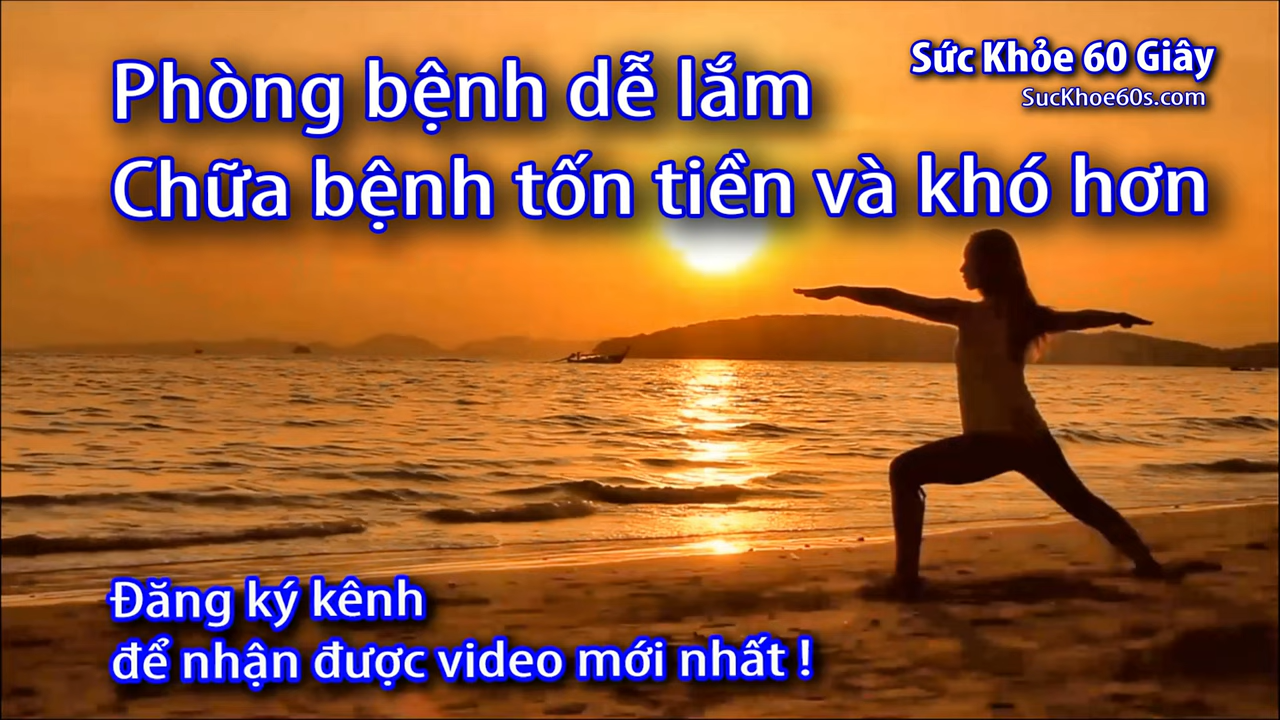 Sức Khỏe 60 Giây
SucKhoe60s.com
Phòng bệnh dễ lắm
Chữa bệnh tốn tiền và khó hơn
Đăng ký kênh
để nhận được video mới nhất !